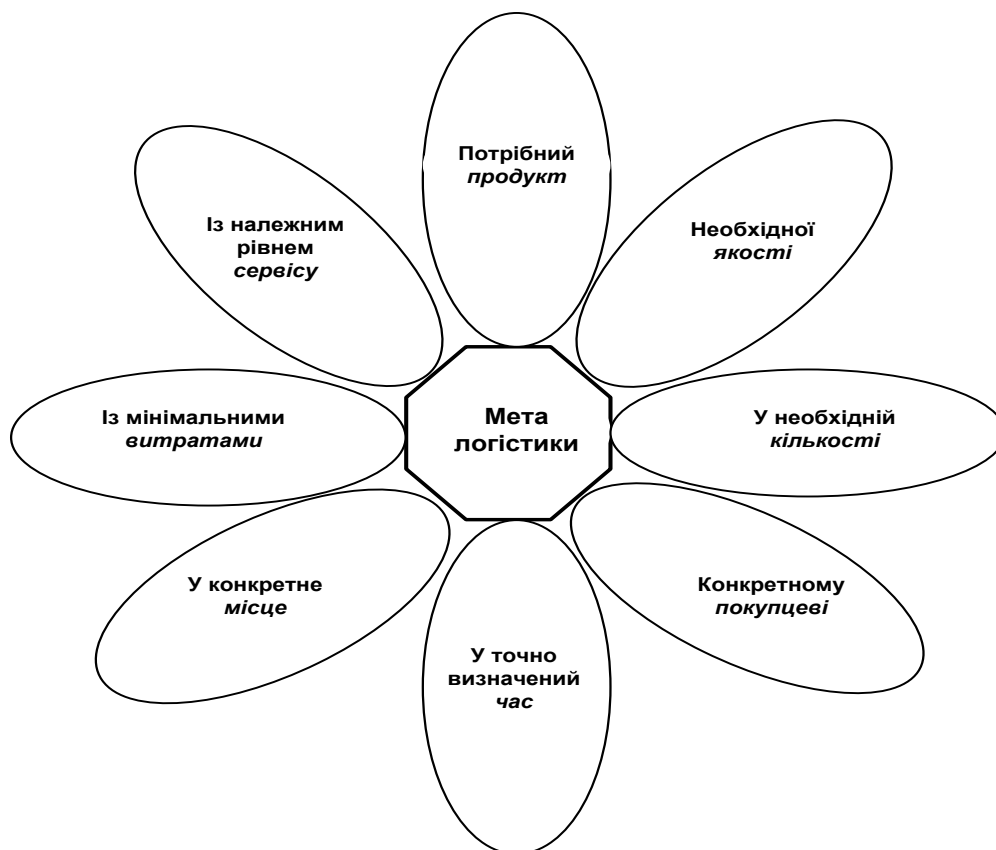 Потрібний
продукт
Необхідної
якості
У необхідній
кількості
Конкретному
покупцеві
У точно
визначений
час
У конкретне
місце
Із мінімальними
витратами
Із належним
рівнем
сервісу
Мета
логістики